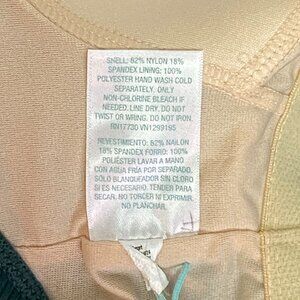 SHELL: 82% NYLON 18%
SPANDEX LINING: 100%
POLYESTER HAND WASH COLD
SEPARATELY. ONLY
NON-CHLORINE BLEACH IF
NEEDED. LINE DRY. DO NOT
TWIST OR WRING. DO NOT IRON.
RN17730 VN1299195
REVESTIMIENTO: 82% NAILON
18% SPANDEX FORRO: 100%
POLIÉSTER LAVAR A MANO
CON AGUA FRÍA POR SEPARADO.
SOLO BLANQUEADOR SIN CLORO
SI ES NECESARIO. TENDER PARA
SECAR. NO TORCER NI EXPRIMIR.
NO PLANCHAR.